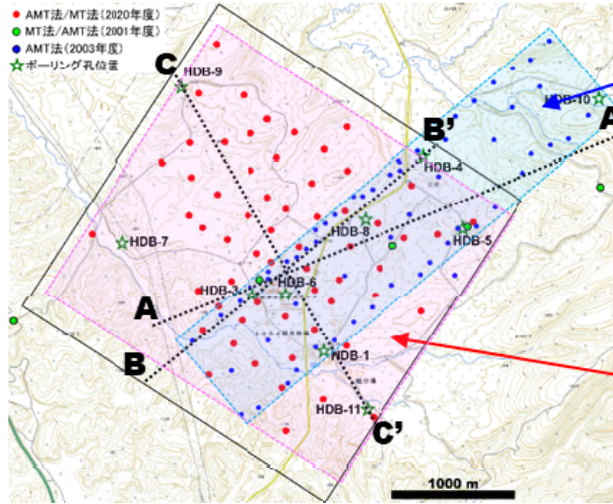 AMT法/MT法(2020年度)
MT法/AMT法(2001年度)
AMT法(2003年度)
ボーリング孔位置
C
HDB-9
HDB-10
A
B'
HDB-4
HDB-8
HDB-5
HDB-7
HDB-3
HDB-6
A
B
HDB-1
HDB-11
C'
1000 m